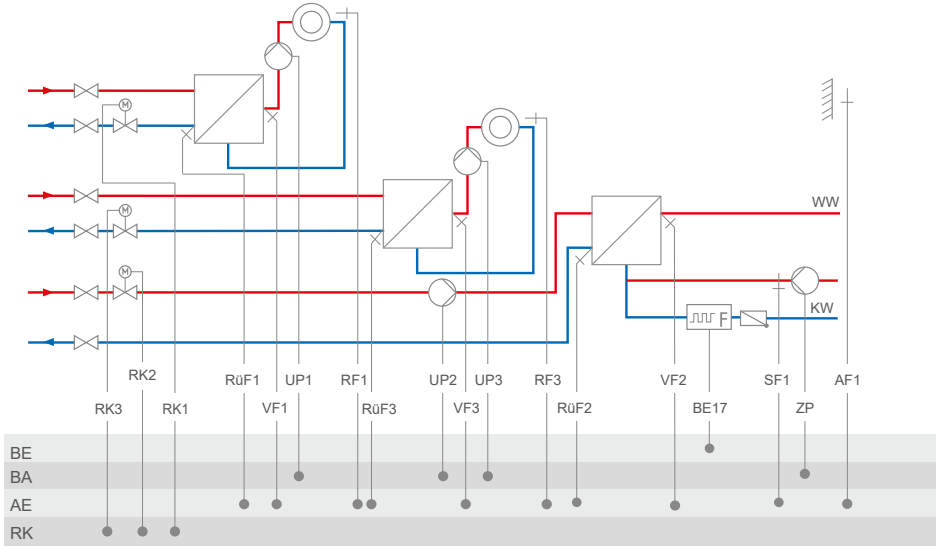 M
M
WW
M
KW
F
RK2 RüF1 UP1 RF1 UP2 UP3 RF3 VF2 SF1 AF1
RK3 RK1 VF1 RüF3 VF3 RüF2 BE17 ZP
BE
BA
AE
RK